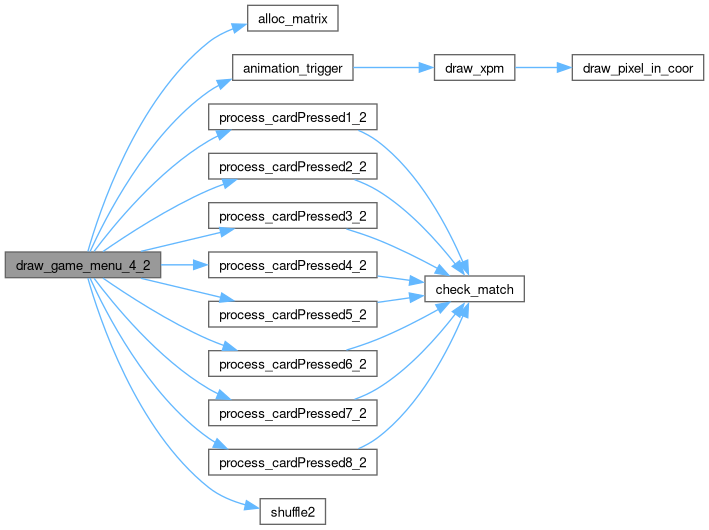 alloc_matrix
animation_trigger
draw_xpm
draw_pixel_in_coor
process_cardPressed1_2
process_cardPressed2_2
process_cardPressed3_2
draw_game_menu_4_2
process_cardPressed4_2
check_match
process_cardPressed5_2
process_cardPressed6_2
process_cardPressed7_2
process_cardPressed8_2
shuffle2